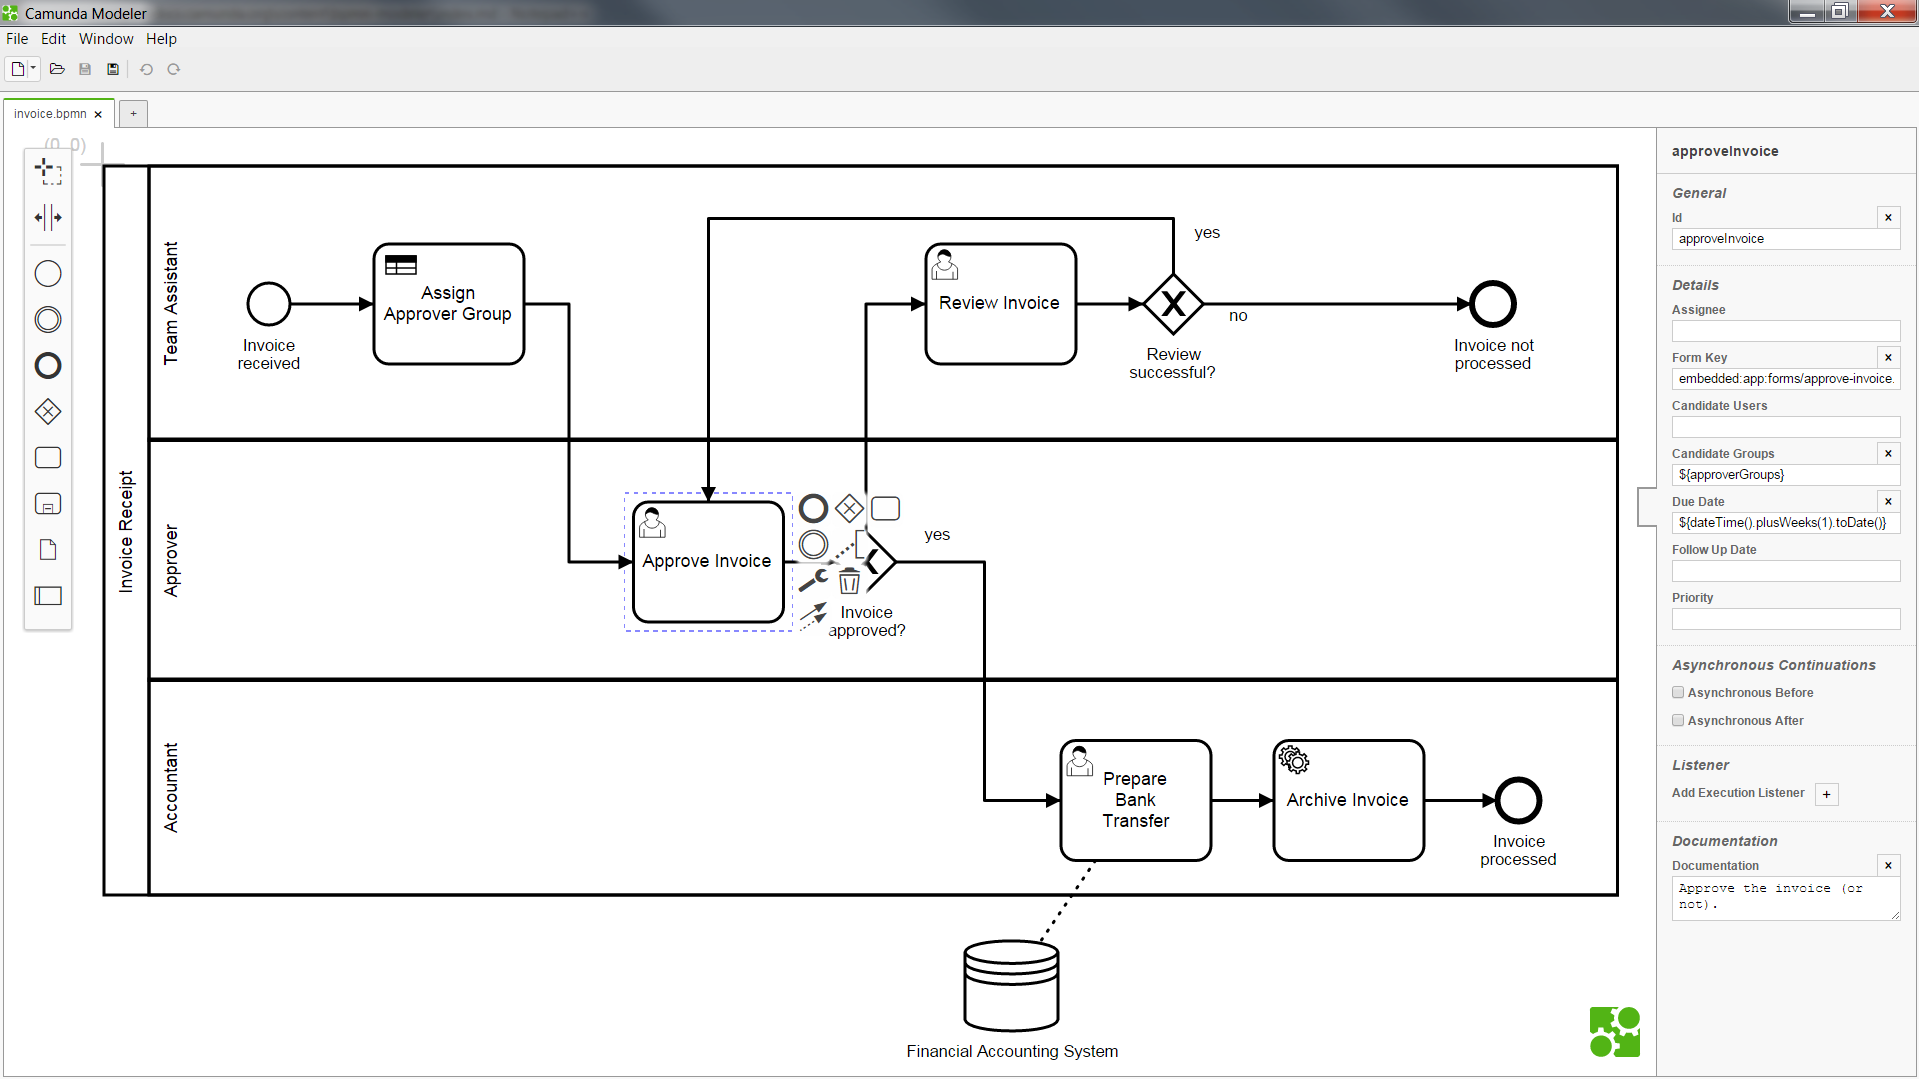 Camunda Modeler
File Edit Window Help
invoice.bpmn × +
(0, 0)
Invoice Receipt
Team Assistant
Invoice
received
Assign
Approver Group
Review Invoice
yes
no
Review
successful?
Invoice not
processed
Approver
Approve Invoice
yes
Invoice
approved?
Accountant
Prepare
Bank
Transfer
Archive Invoice
Invoice
processed
Financial Accounting System
approveInvoice
General
Id
approveInvoice
Details
Assignee
Form Key
embedded:app:forms/approve-invoice.
Candidate Users
Candidate Groups
${approverGroups}
Due Date
${dateTime().plusWeeks(1).toDate()}
Follow Up Date
Priority
Asynchronous Continuations
Asynchronous Before
Asynchronous After
Listener
Add Execution Listener +
Documentation
Documentation
Approve the invoice (or
not).